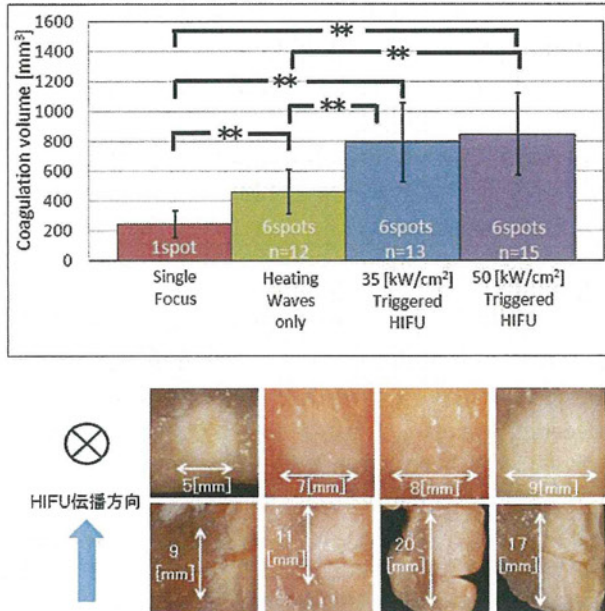 1600
1400
1200
1000
800
600
400
200
0
Coagulation volume [mm³]
**
**
**
**
**
1spot
6spots
n=12
6spots
n=13
6spots
n=15
Single
Focus
Heating
Waves
only
35 [kW/cm²]
Triggered
HIFU
50 [kW/cm²]
Triggered
HIFU
HIFU伝播方向
5[mm]
7[mm]
8[mm]
9[mm]
9
[mm]
11
[mm]
20
[mm]
17
[mm]